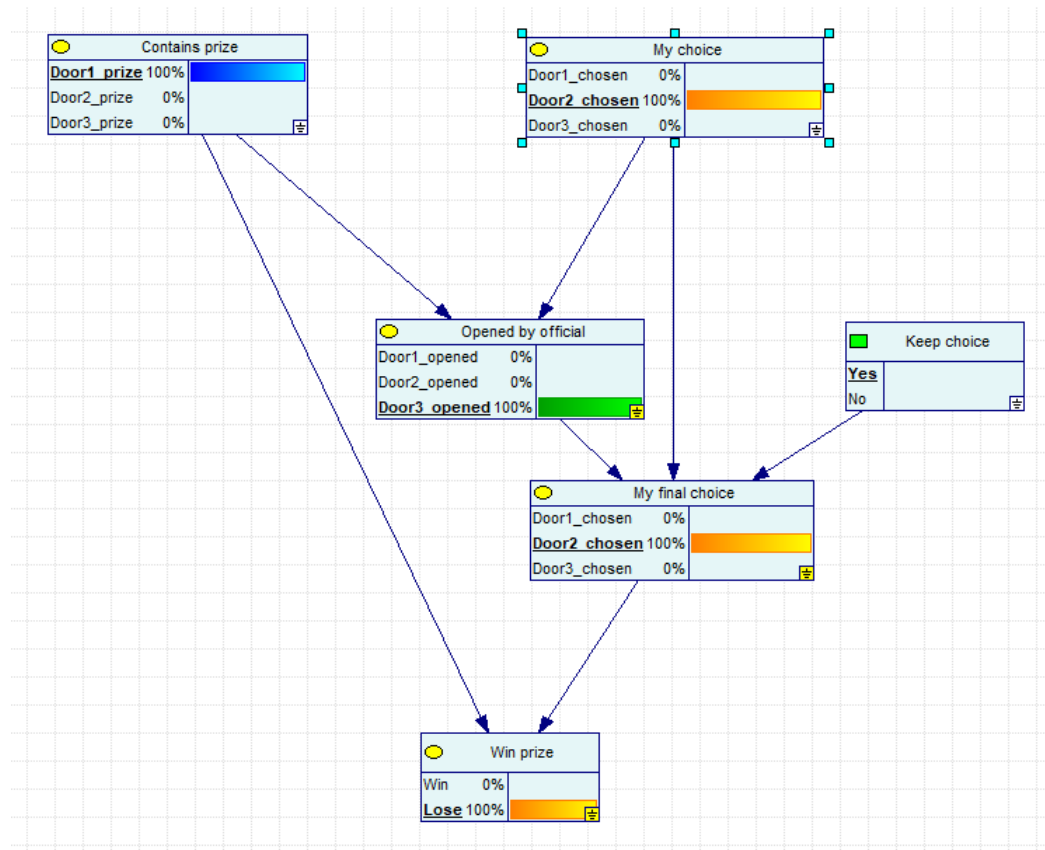 Contains prize
Door1_prize 100%
Door2_prize 0%
Door3_prize 0%
My choice
Door1_chosen 0%
Door2_chosen 100%
Door3_chosen 0%
Opened by official
Door1_opened 0%
Door2_opened 0%
Door3_opened 100%
Keep choice
Yes
No
My final choice
Door1_chosen 0%
Door2_chosen 100%
Door3_chosen 0%
Win prize
Win 0%
Lose 100%